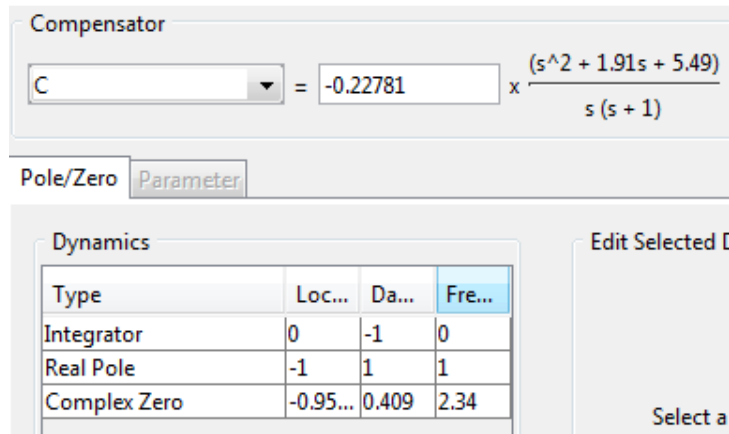 Compensator
C = -0.22781 x (s^2 + 1.91s + 5.49)
s (s + 1)
Pole/Zero Parameter
Dynamics Edit Selected D
Type Loc... Da... Fre...
Integrator 0 -1 0
Real Pole -1 1 1
Complex Zero -0.95... 0.409 2.34
Select a